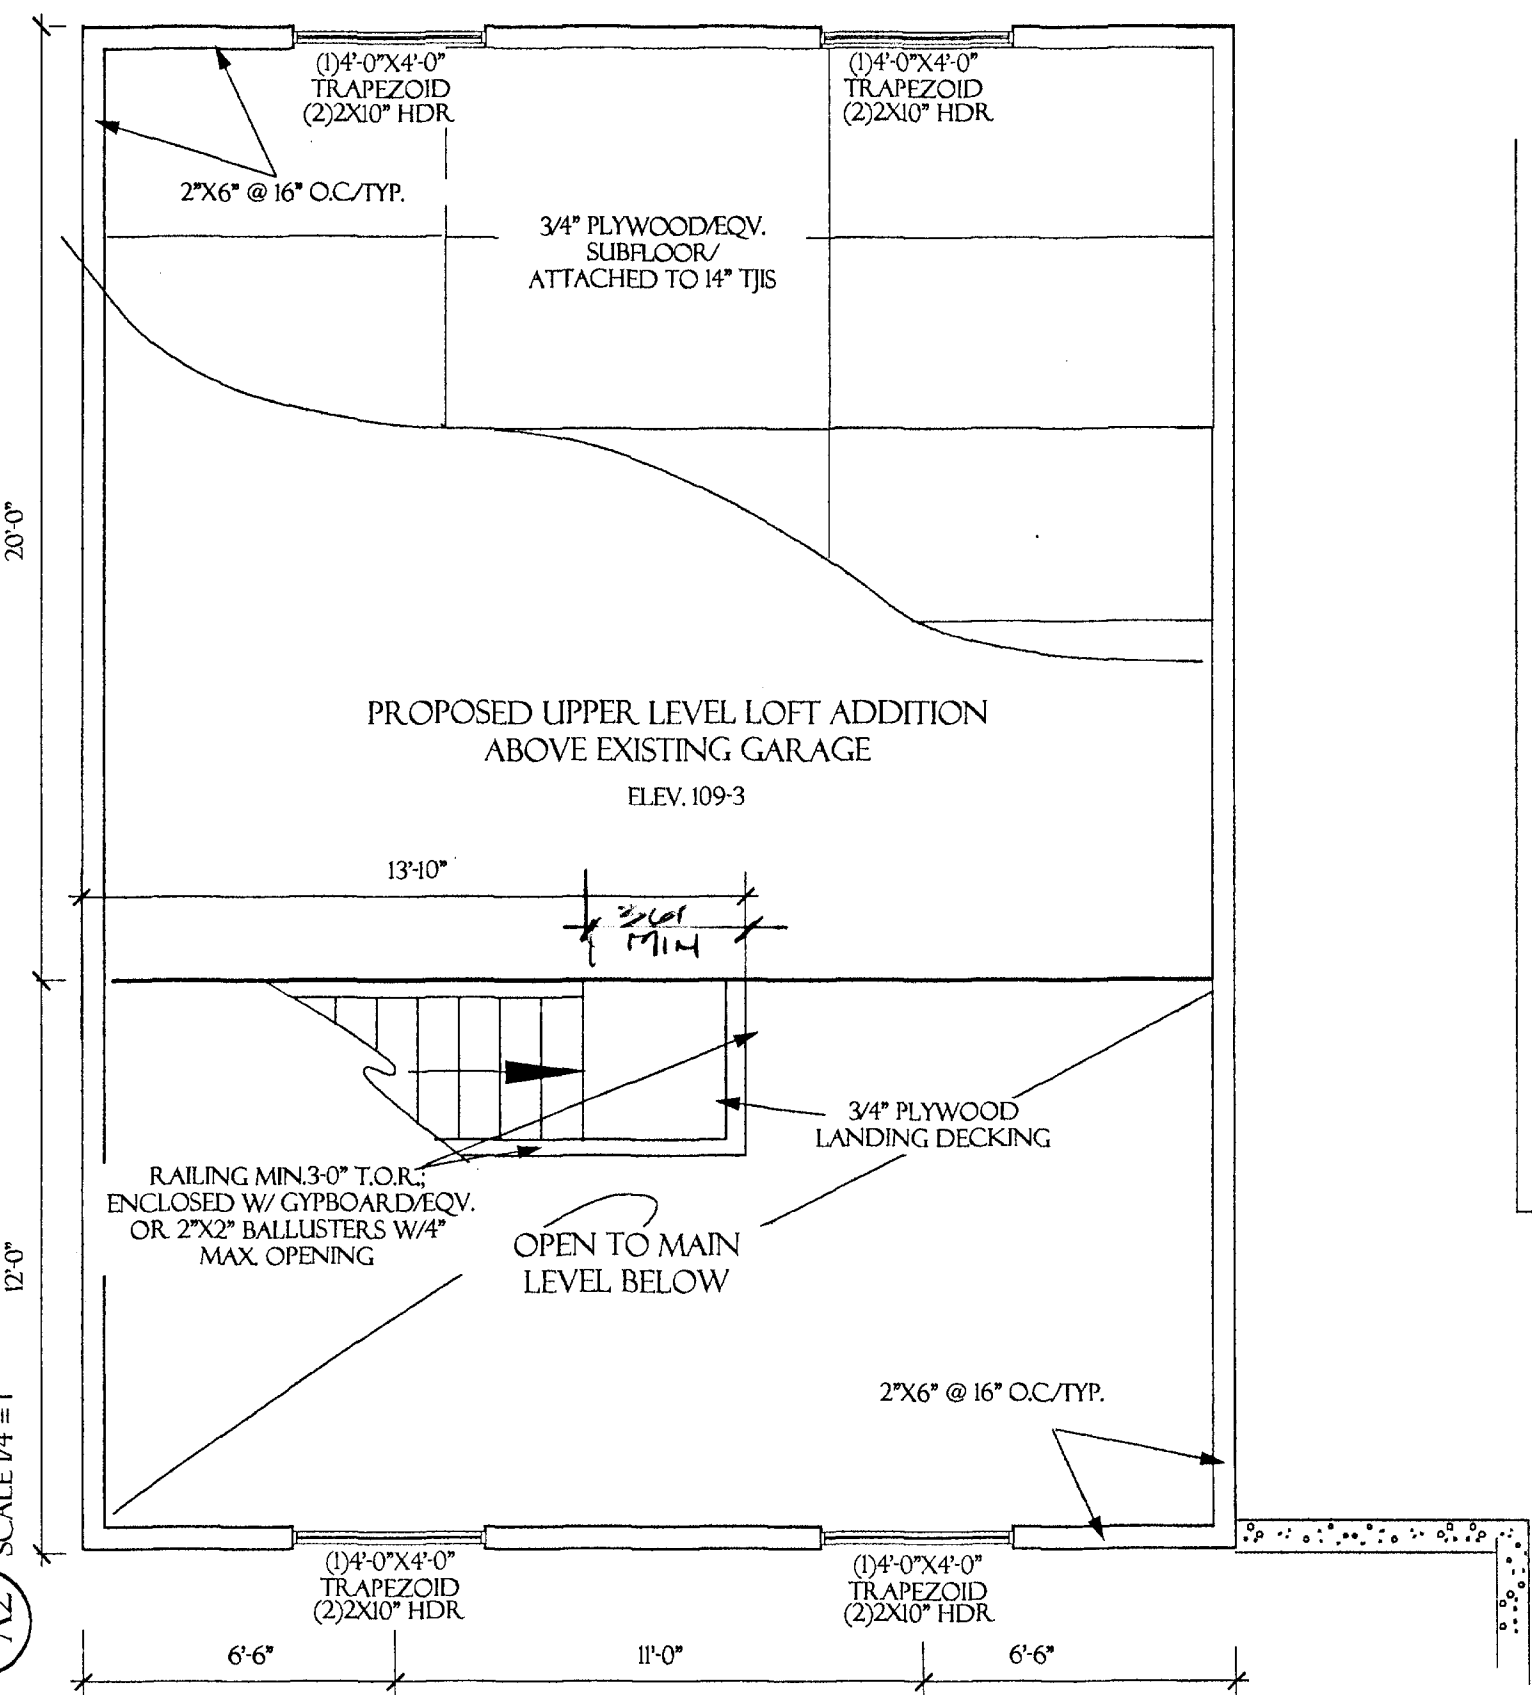 (1)4'-0"X4'-0"
TRAPEZOID
(2)2X10" HDR
(1)4'-0"X4'-0"
TRAPEZOID
(2)2X10" HDR
2"X6" @ 16" O.C./TYP.
3/4" PLYWOOD/EQV.
SUBFLOOR/
ATTACHED TO 14" TJIS
20'-0"
PROPOSED UPPER LEVEL LOFT ADDITION
ABOVE EXISTING GARAGE
ELEV. 109-3
13'-10"
36"
MIN
3/4" PLYWOOD
LANDING DECKING
RAILING MIN.3-0" T.O.R.;
ENCLOSED W/ GYPBOARD/EQV.
OR 2"X2" BALLUSTERS W/4"
MAX. OPENING
OPEN TO MAIN
LEVEL BELOW
12'-0"
2"X6" @ 16" O.C./TYP.
SCALE 1/4 = 1
A2
(1)4'-0"X4'-0"
TRAPEZOID
(2)2X10" HDR
(1)4'-0"X4'-0"
TRAPEZOID
(2)2X10" HDR
6'-6"
11'-0"
6'-6"